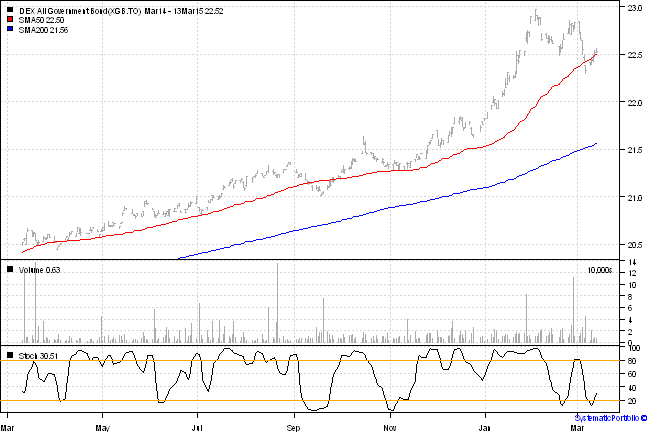 DEX All Government Bond(XGB.TO) Mar14 - 13Mar15 22.52
SMA50 22.50
SMA200 21.56
23.0
22.5
22.0
21.5
21.0
20.5
Volume 0.63
10,000s
14
12
10
8
6
4
2
0
Stoch 30.51
100
80
60
40
20
Mar
May
Jul
Sep
Nov
Jan
Mar
SystematicPortfolio ©